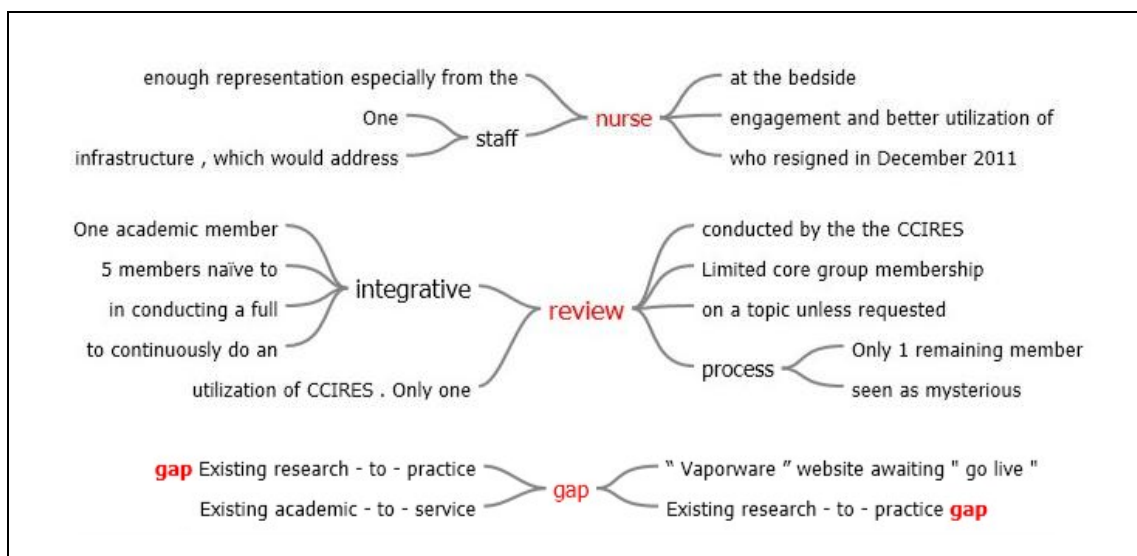 enough representation especially from the
One
staff
infrastructure , which would address
nurse
at the bedside
engagement and better utilization of
who resigned in December 2011
One academic member
5 members naïve to
in conducting a full
to continuously do an
integrative
utilization of CCIRES . Only one
review
conducted by the the CCIRES
Limited core group membership
on a topic unless requested
process
Only 1 remaining member
seen as mysterious
gap Existing research - to - practice
Existing academic - to - service
gap
“ Vaporware ” website awaiting " go live "
Existing research - to - practice gap